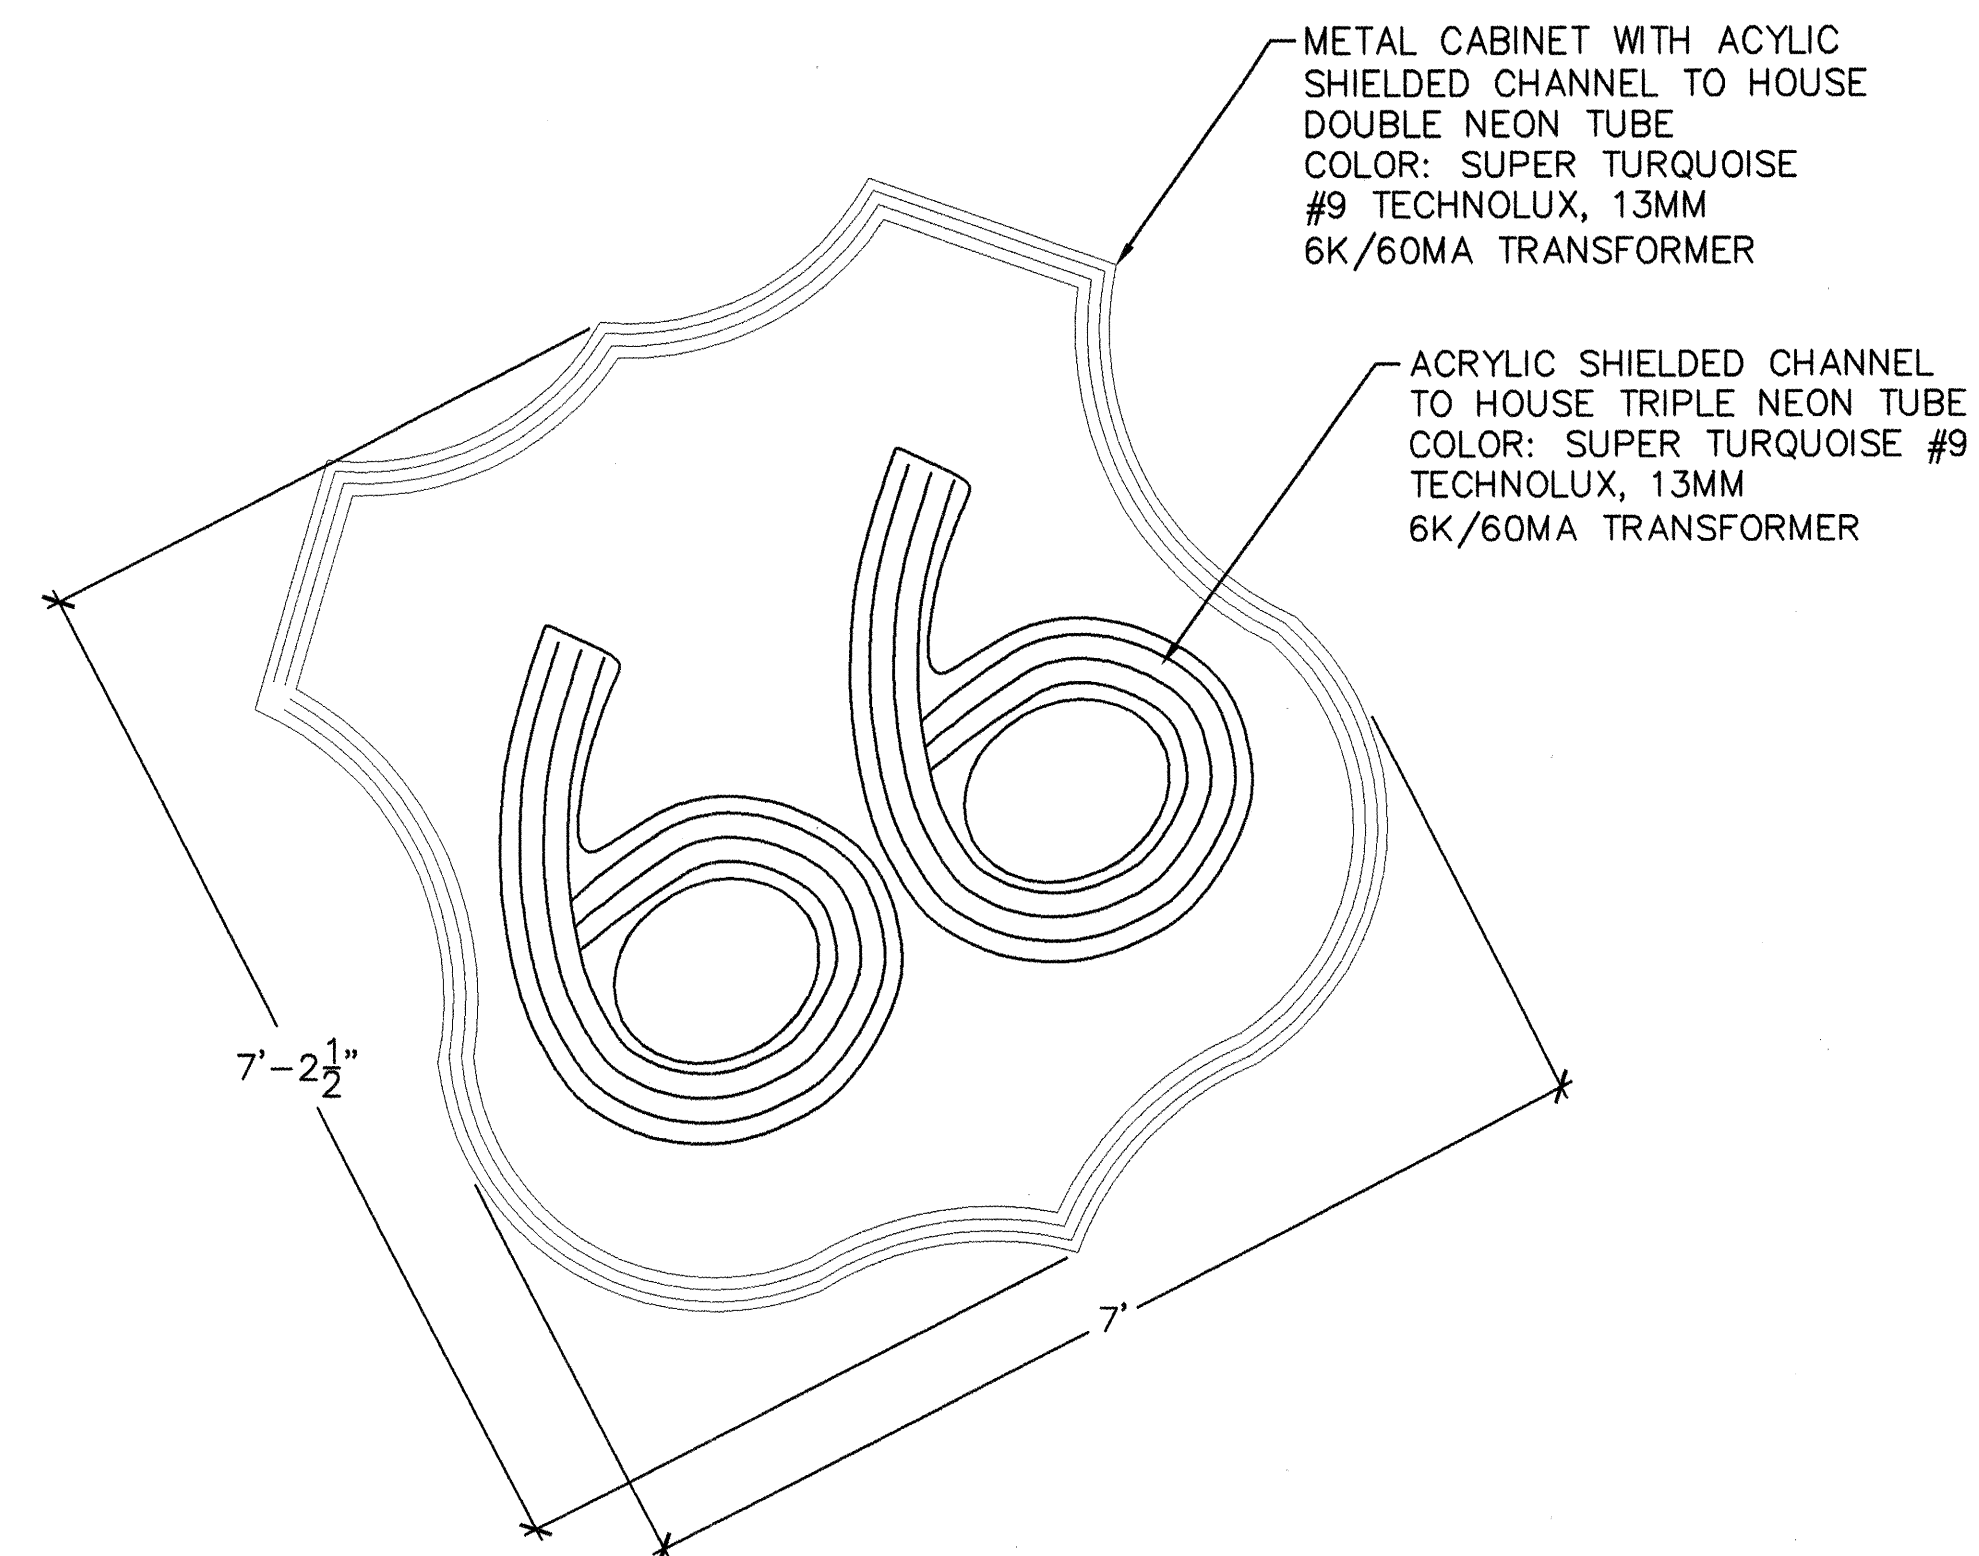 METAL CABINET WITH ACYLIC
SHIELDED CHANNEL TO HOUSE
DOUBLE NEON TUBE
COLOR: SUPER TURQUOISE
#9 TECHNOLUX, 13MM
6K/60MA TRANSFORMER
ACRYLIC SHIELDED CHANNEL
TO HOUSE TRIPLE NEON TUBE
COLOR: SUPER TURQUOISE #9
TECHNOLUX, 13MM
6K/60MA TRANSFORMER
66
7'-2½"
7'